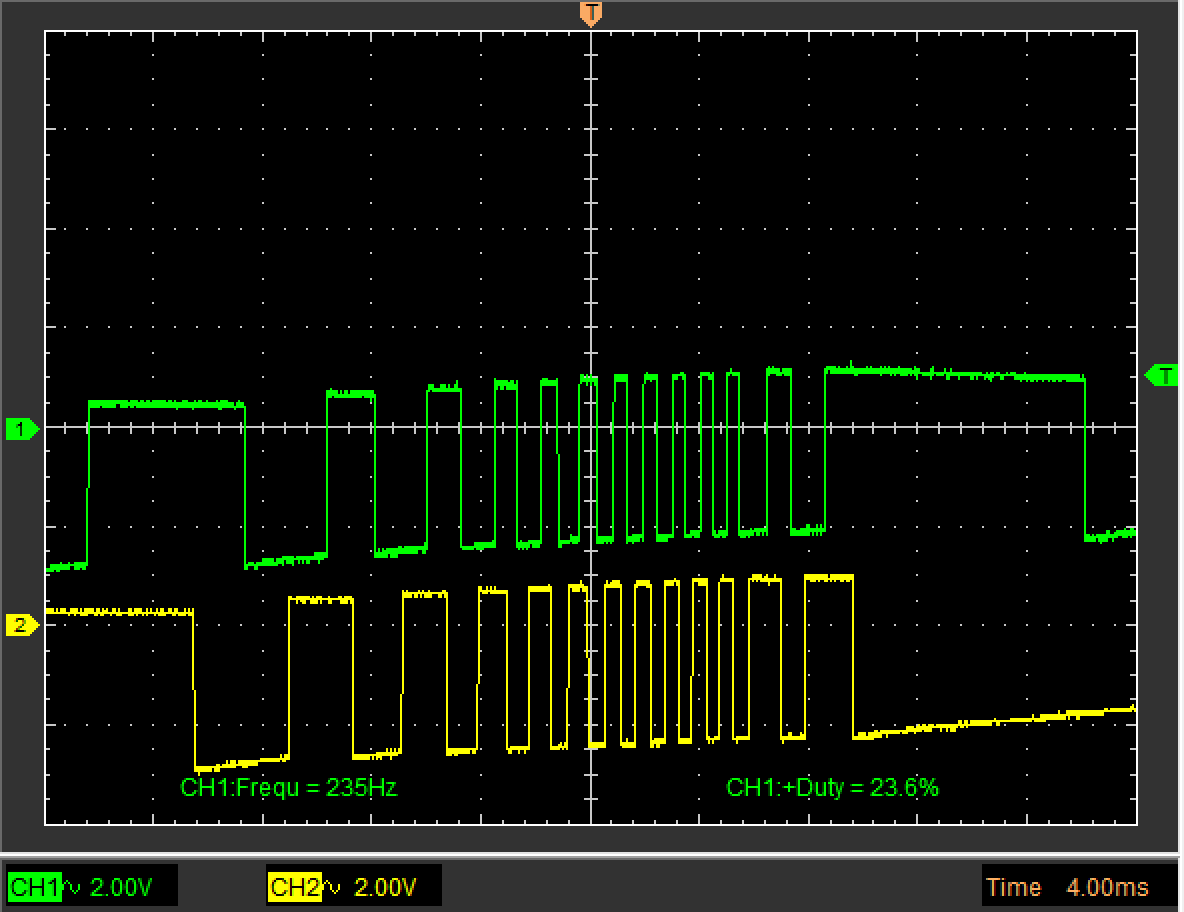 T
T
1
2
CH1:Frequ = 235Hz CH1:+Duty = 23.6%
CH1∿ 2.00V CH2∿ 2.00V Time 4.00ms